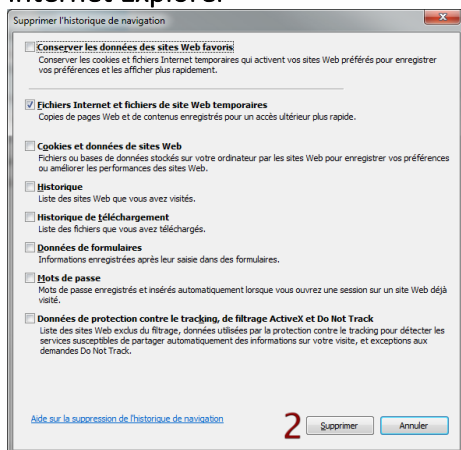 Internet Explorer
Supprimer l'historique de navigation
Conserver les données des sites Web favoris
Conserver les cookies et fichiers Internet temporaires qui activent vos sites Web préférés pour enregistrer
vos préférences et les afficher plus rapidement.
Fichiers Internet et fichiers de site Web temporaires
Copies de pages Web et de contenus enregistrés pour un accès ultérieur plus rapide.
Cookies et données de sites Web
Fichiers ou bases de données stockés sur votre ordinateur par les sites Web pour enregistrer vos préférences
ou améliorer les performances des sites Web.
Historique
Liste des sites Web que vous avez visités.
Historique de téléchargement
Liste des fichiers que vous avez téléchargés.
Données de formulaires
Informations enregistrées après leur saisie dans des formulaires.
Mots de passe
Mots de passe enregistrés et insérés automatiquement lorsque vous ouvrez une session sur un site Web déjà
visité.
Données de protection contre le tracking, de filtrage ActiveX et Do Not Track
Liste des sites Web exclus du filtrage, données utilisées par la protection contre le tracking pour détecter les
services susceptibles de partager automatiquement des informations sur votre visite, et exceptions aux
demandes Do Not Track.
Aide sur la suppression de l'historique de navigation
2 Supprimer Annuler